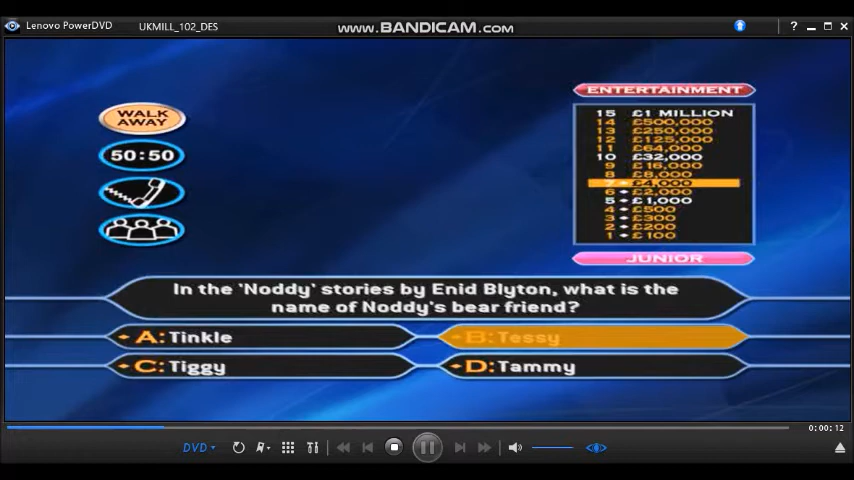 Lenovo PowerDVD
UKMILL_102_DES
www.BANDICAM.com
?
WALK
AWAY
50:50
ENTERTAINMENT
15 £1 MILLION
14 £500,000
13 £250,000
12 £125,000
11 £64,000
10 £32,000
9 £16,000
8 £8,000
7 £4,000
6 £2,000
5 £1,000
4 £500
3 £300
2 £200
1 £100
JUNIOR
In the 'Noddy' stories by Enid Blyton, what is the
name of Noddy's bear friend?
A: Tinkle
B: Tessy
C: Tiggy
D: Tammy
0:00:12
DVD